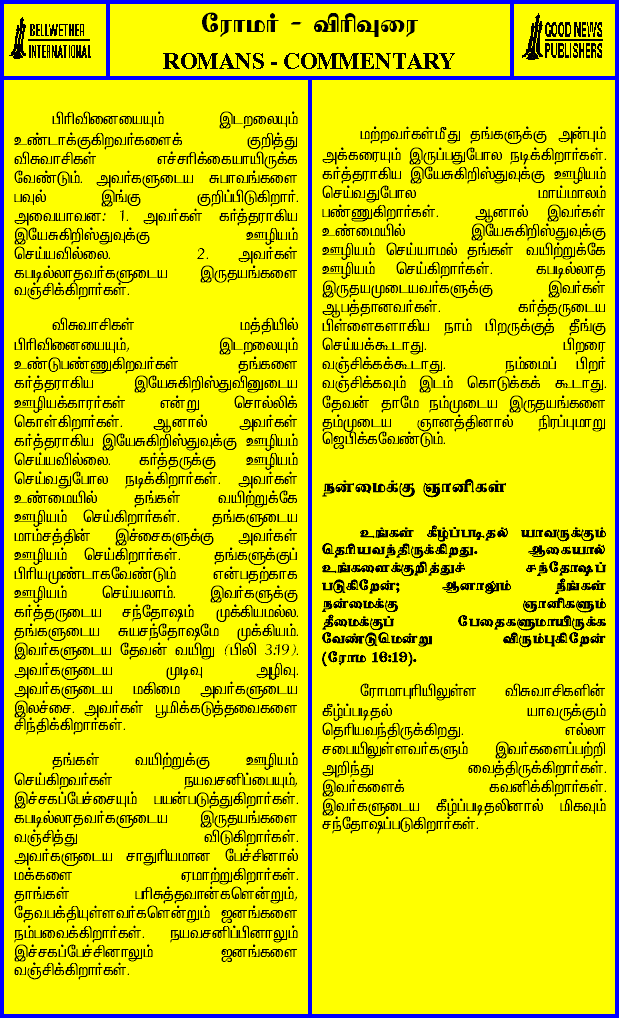 BELLWETHER
INTERNATIONAL
ரோமர் - விரிவுரை
ROMANS - COMMENTARY
GOOD NEWS
PUBLISHERS
பிரிவினையையும் இடறலையும்
உண்டாக்குகிறவர்களைக் குறித்து
விசுவாசிகள் எச்சரிக்கையாயிருக்க
வேண்டும். அவர்களுடைய சுபாவங்களை
பவுல் இங்கு குறிப்பிடுகிறார்.
அவையாவன: 1. அவர்கள் கர்த்தராகிய
இயேசுகிறிஸ்துவுக்கு ஊழியம்
செய்யவில்லை. 2. அவர்கள்
கபடில்லாதவர்களுடைய இருதயங்களை
வஞ்சிக்கிறார்கள்.
விசுவாசிகள் மத்தியில்
பிரிவினையையும், இடறலையும்
உண்டுபண்ணுகிறவர்கள் தங்களை
கர்த்தராகிய இயேசுகிறிஸ்துவினுடைய
ஊழியக்காரர்கள் என்று சொல்லிக்
கொள்கிறார்கள். ஆனால் அவர்கள்
கர்த்தராகிய இயேசுகிறிஸ்துவுக்கு ஊழியம்
செய்யவில்லை. கர்த்தருக்கு ஊழியம்
செய்வதுபோல நடிக்கிறார்கள். அவர்கள்
உண்மையில் தங்கள் வயிற்றுக்கே
ஊழியம் செய்கிறார்கள். தங்களுடைய
மாம்சத்தின் இச்சைகளுக்கு அவர்கள்
ஊழியம் செய்கிறார்கள். தங்களுக்குப்
பிரியமுண்டாகவேண்டும் என்பதற்காக
ஊழியம் செய்யலாம். இவர்களுக்கு
கர்த்தருடைய சந்தோஷம் முக்கியமல்ல.
தங்களுடைய சுயசந்தோஷமே முக்கியம்.
இவர்களுடைய தேவன் வயிறு (பிலி 3:19).
அவர்களுடைய முடிவு அழிவு.
அவர்களுடைய மகிமை அவர்களுடைய
இலச்சை. அவர்கள் பூமிக்கடுத்தவைகளை
சிந்திக்கிறார்கள்.
தங்கள் வயிற்றுக்கு ஊழியம்
செய்கிறவர்கள் நயவசனிப்பையும்,
இச்சகப்பேச்சையும் பயன்படுத்துகிறார்கள்.
கபடில்லாதவர்களுடைய இருதயங்களை
வஞ்சித்து விடுகிறார்கள்.
அவர்களுடைய சாதுரியமான பேச்சினால்
மக்களை ஏமாற்றுகிறார்கள்.
தாங்கள் பரிசுத்தவான்களென்றும்,
தேவபக்தியுள்ளவர்களென்றும் ஜனங்களை
நம்பவைக்கிறார்கள். நயவசனிப்பினாலும்
இச்சகப்பேச்சினாலும் ஜனங்களை
வஞ்சிக்கிறார்கள்.
மற்றவர்கள்மீது தங்களுக்கு அன்பும்
அக்கரையும் இருப்பதுபோல நடிக்கிறார்கள்.
கர்த்தராகிய இயேசுகிறிஸ்துவுக்கு ஊழியம்
செய்வதுபோல மாய்மாலம்
பண்ணுகிறார்கள். ஆனால் இவர்கள்
உண்மையில் இயேசுகிறிஸ்துவுக்கு
ஊழியம் செய்யாமல் தங்கள் வயிற்றுக்கே
ஊழியம் செய்கிறார்கள். கபடில்லாத
இருதயமுடையவர்களுக்கு இவர்கள்
ஆபத்தானவர்கள். கர்த்தருடைய
பிள்ளைகளாகிய நாம் பிறருக்குத் தீங்கு
செய்யக்கூடாது. பிறரை
வஞ்சிக்கக்கூடாது. நம்மைப் பிறர்
வஞ்சிக்கவும் இடம் கொடுக்கக் கூடாது.
தேவன் தாமே நம்முடைய இருதயங்களை
தம்முடைய ஞானத்தினால் நிரப்புமாறு
ஜெபிக்கவேண்டும்.
நன்மைக்கு ஞானிகள்
உங்கள் கீழ்ப்படிதல் யாவருக்கும்
தெரியவந்திருக்கிறது. ஆகையால்
உங்களைக்குறித்துச் சந்தோஷப்
படுகிறேன்; ஆனாலும் நீங்கள்
நன்மைக்கு ஞானிகளும்
தீமைக்குப் பேதைகளுமாயிருக்க
வேண்டுமென்று விரும்புகிறேன்
(ரோம 16:19).
ரோமாபுரியிலுள்ள விசுவாசிகளின்
கீழ்ப்படிதல் யாவருக்கும்
தெரியவந்திருக்கிறது. எல்லா
சபையிலுள்ளவர்களும் இவர்களைப்பற்றி
அறிந்து வைத்திருக்கிறார்கள்.
இவர்களைக் கவனிக்கிறார்கள்.
இவர்களுடைய கீழ்ப்படிதலினால் மிகவும்
சந்தோஷப்படுகிறார்கள்.